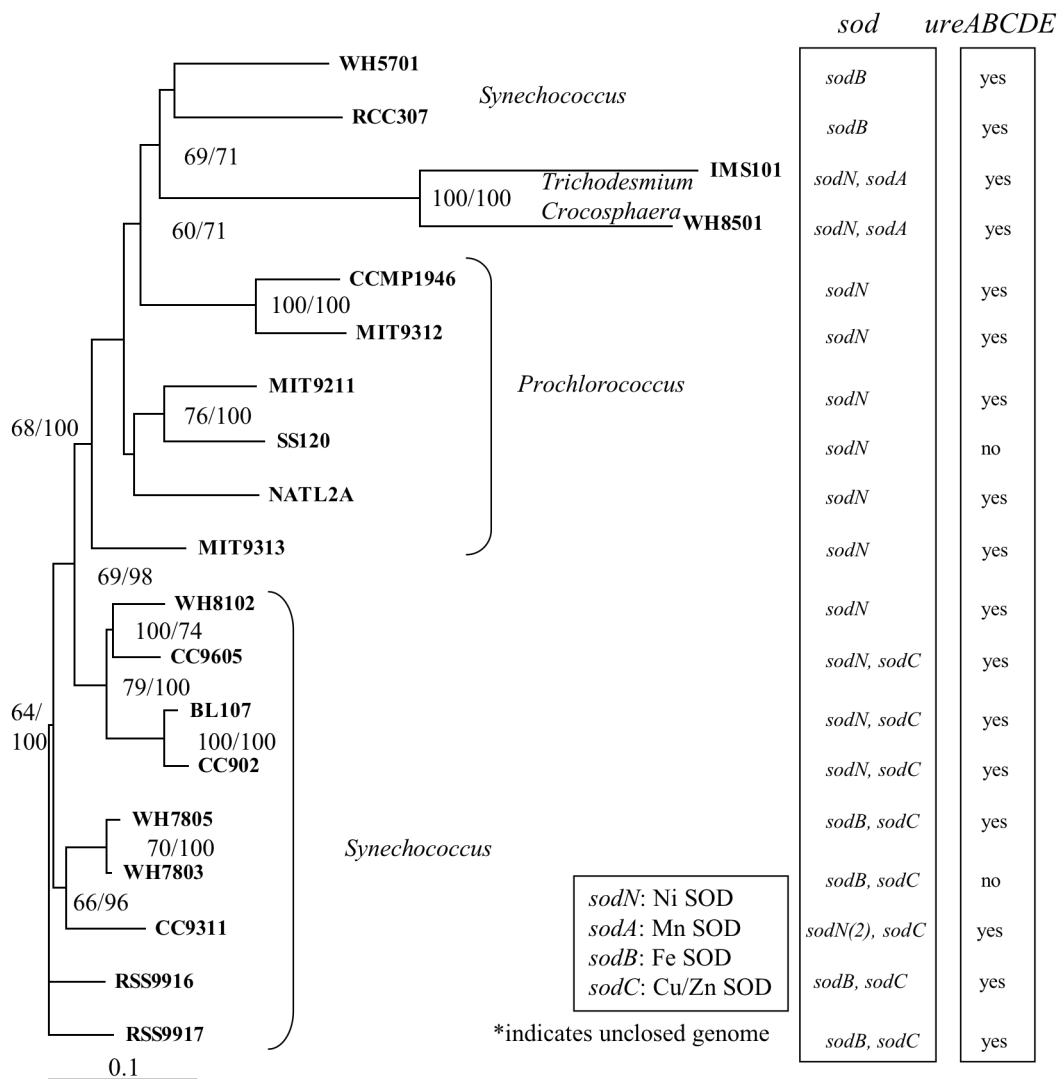 sod ureABCDE
WH5701 sodB yes
Synechococcus
RCC307 sodB yes
69/71
IMS101 sodN, sodA yes
Trichodesmium
100/100
Crocosphaera
WH8501 sodN, sodA yes
60/71
CCMP1946 sodN yes
100/100
MIT9312 sodN yes
MIT9211 sodN yes
Prochlorococcus
76/100
68/100
SS120 sodN no
NATL2A sodN yes
MIT9313 sodN yes
69/98
WH8102 sodN yes
100/74
CC9605 sodN, sodC yes
79/100
BL107 sodN, sodC yes
64/
100
100/100
CC902 sodN, sodC yes
WH7805 sodB, sodC yes
70/100
Synechococcus
WH7803 sodB, sodC no
66/96
CC9311 sodN(2), sodC yes
RSS9916 sodB, sodC yes
RSS9917 sodB, sodC yes
sodN: Ni SOD
sodA: Mn SOD
sodB: Fe SOD
sodC: Cu/Zn SOD
*indicates unclosed genome
0.1